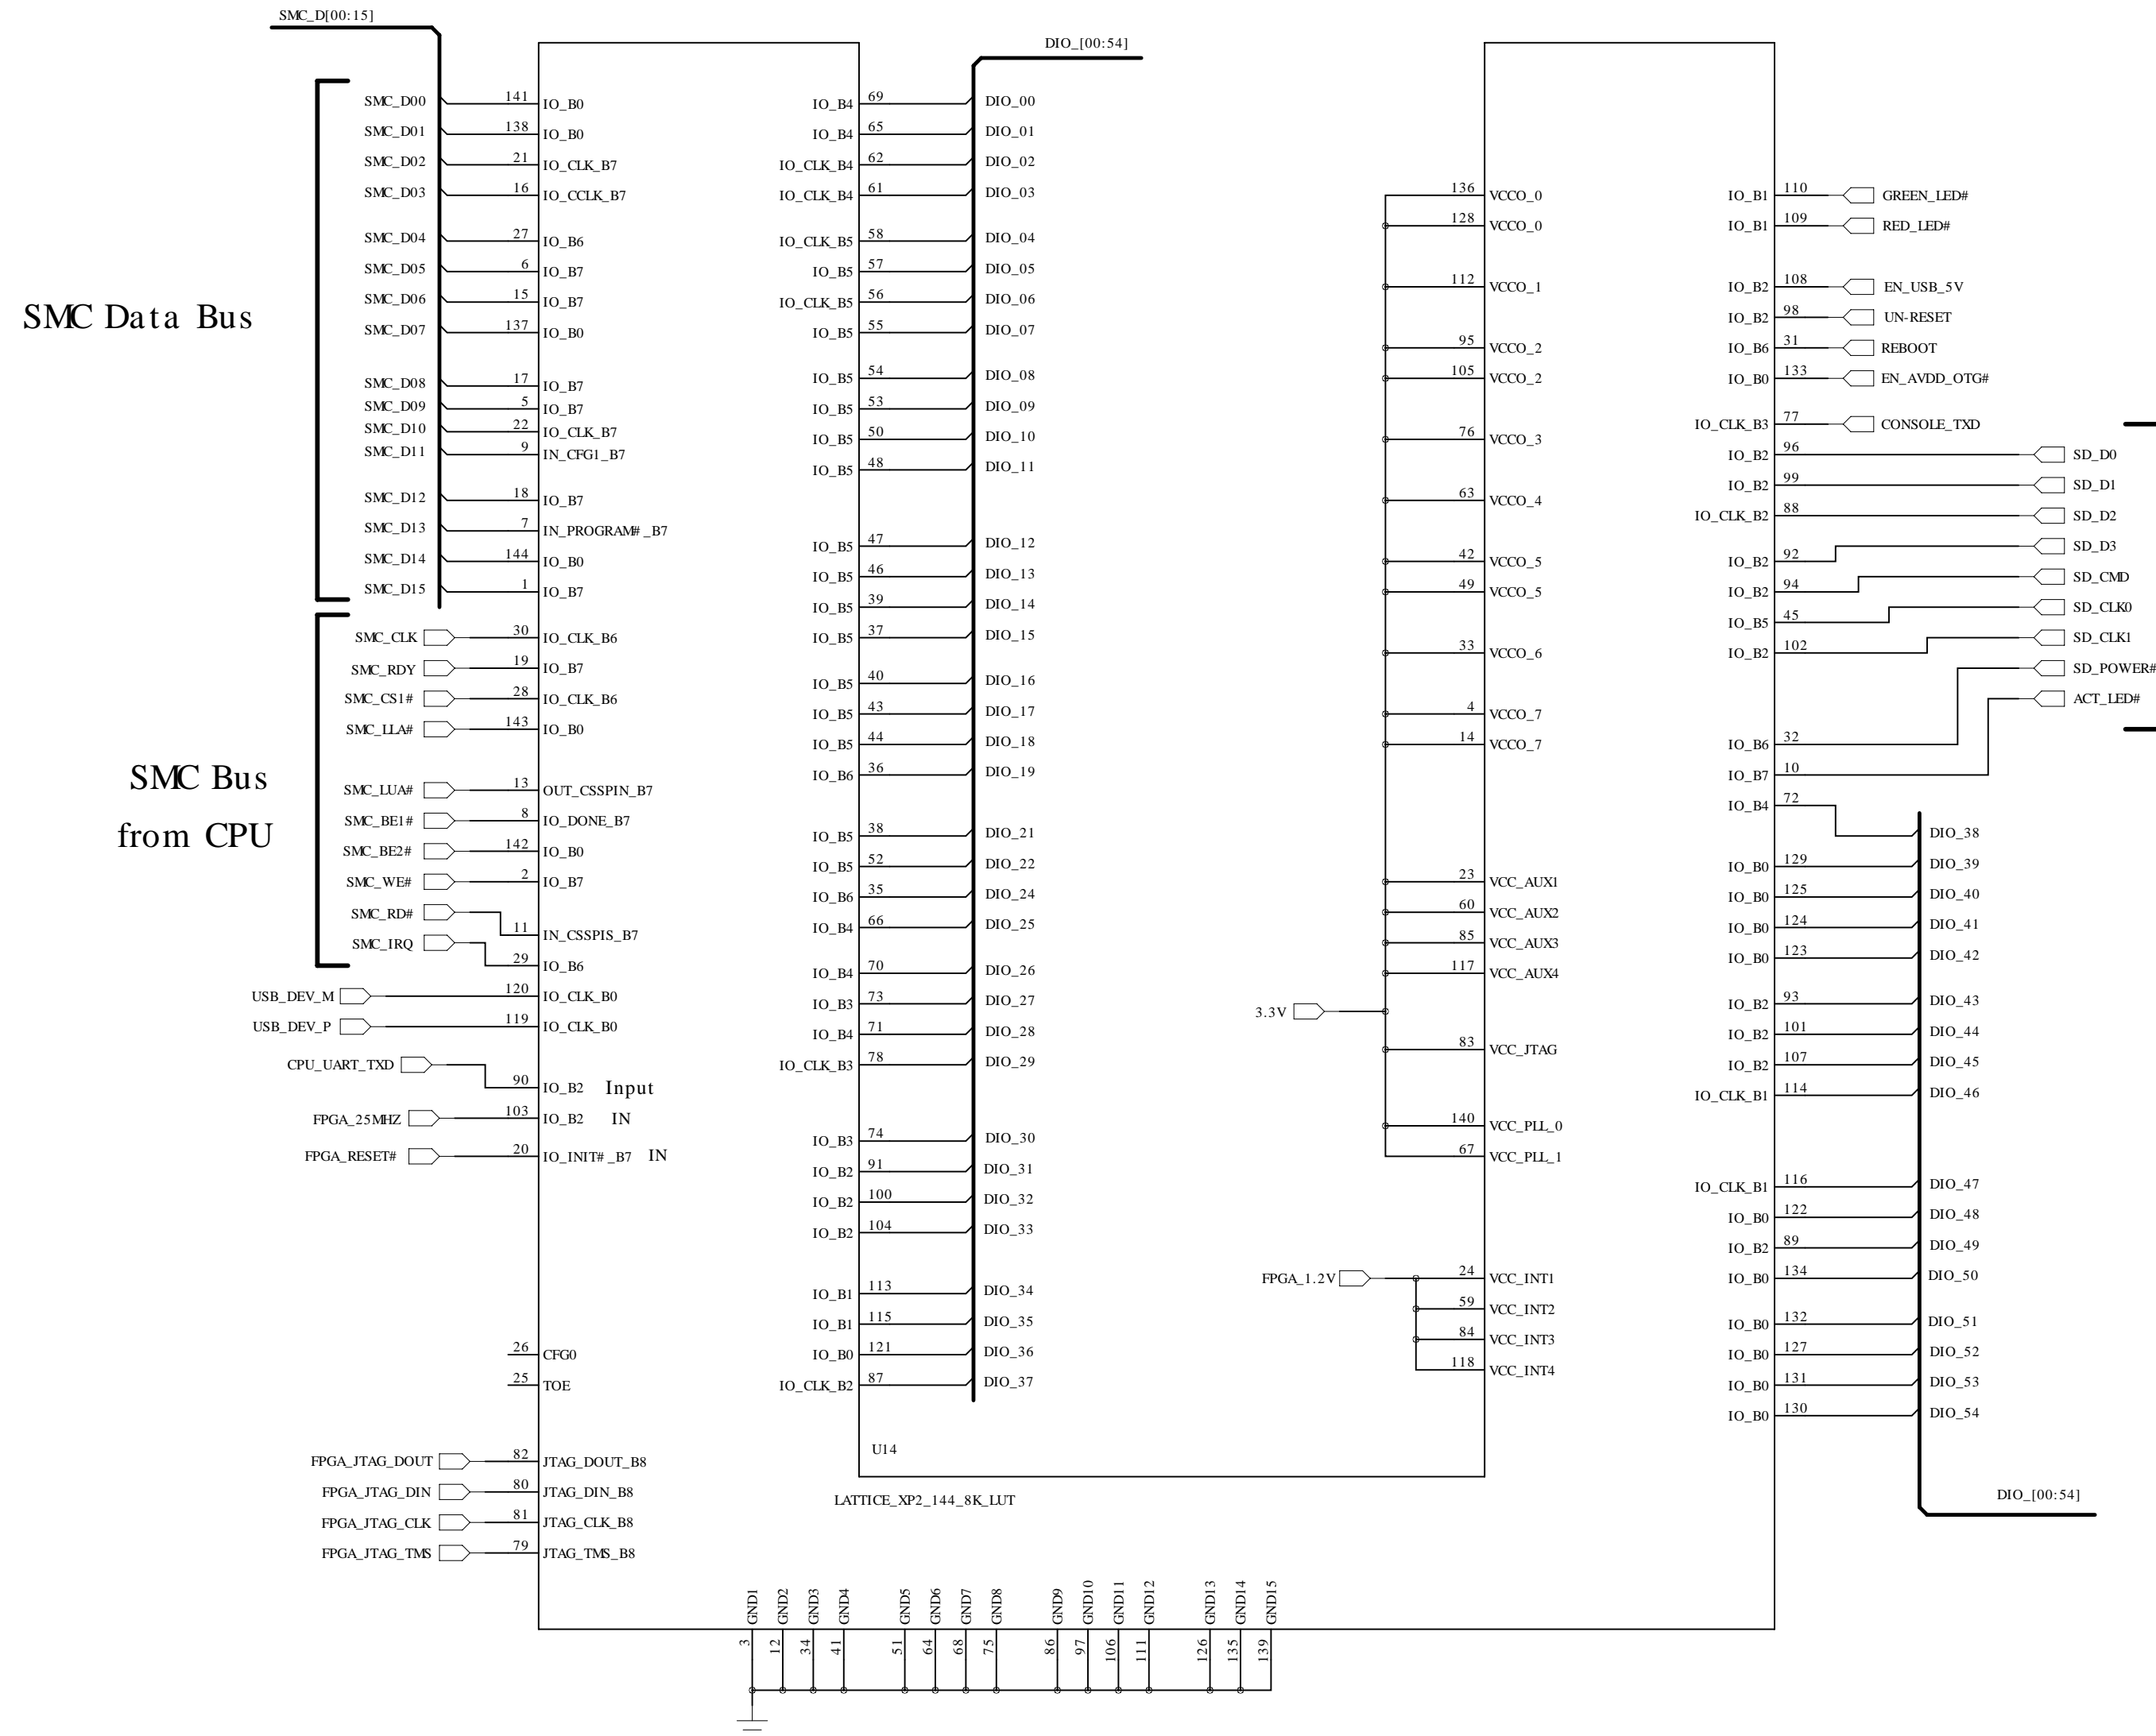 SMC_D[00:15]
DIO_[00:54]
SMC Data Bus
SMC_D00 141 IO_B0
SMC_D01 138 IO_B0
SMC_D02 21 IO_CLK_B7
SMC_D03 16 IO_CCLK_B7
SMC_D04 27 IO_B6
SMC_D05 6 IO_B7
SMC_D06 15 IO_B7
SMC_D07 137 IO_B0
SMC_D08 17 IO_B7
SMC_D09 5 IO_B7
SMC_D10 22 IO_CLK_B7
SMC_D11 9 IN_CFG1_B7
SMC_D12 18 IO_B7
SMC_D13 7 IN_PROGRAM#_B7
SMC_D14 144 IO_B0
SMC_D15 1 IO_B7
SMC Bus
from CPU
SMC_CLK 30 IO_CLK_B6
SMC_RDY 19 IO_B7
SMC_CS1# 28 IO_CLK_B6
SMC_LLA# 143 IO_B0
SMC_LUA# 13 OUT_CSSPIN_B7
SMC_BE1# 8 IO_DONE_B7
SMC_BE2# 142 IO_B0
SMC_WE# 2 IO_B7
SMC_RD# 11 IN_CSSPIS_B7
SMC_IRQ 29 IO_B6
USB_DEV_M 120 IO_CLK_B0
USB_DEV_P 119 IO_CLK_B0
CPU_UART_TXD 90 IO_B2 Input
FPGA_25MHZ 103 IO_B2 IN
FPGA_RESET# 20 IO_INIT#_B7 IN
26 CFG0
25 TOE
FPGA_JTAG_DOUT 82 JTAG_DOUT_B8
FPGA_JTAG_DIN 80 JTAG_DIN_B8
FPGA_JTAG_CLK 81 JTAG_CLK_B8
FPGA_JTAG_TMS 79 JTAG_TMS_B8
IO_B4 69 DIO_00
IO_B4 65 DIO_01
IO_CLK_B4 62 DIO_02
IO_CLK_B4 61 DIO_03
IO_CLK_B5 58 DIO_04
IO_B5 57 DIO_05
IO_CLK_B5 56 DIO_06
IO_B5 55 DIO_07
IO_B5 54 DIO_08
IO_B5 53 DIO_09
IO_B5 50 DIO_10
IO_B5 48 DIO_11
IO_B5 47 DIO_12
IO_B5 46 DIO_13
IO_B5 39 DIO_14
IO_B5 37 DIO_15
IO_B5 40 DIO_16
IO_B5 43 DIO_17
IO_B5 44 DIO_18
IO_B6 36 DIO_19
IO_B5 38 DIO_21
IO_B5 52 DIO_22
IO_B6 35 DIO_24
IO_B4 66 DIO_25
IO_B4 70 DIO_26
IO_B3 73 DIO_27
IO_B4 71 DIO_28
IO_CLK_B3 78 DIO_29
IO_B3 74 DIO_30
IO_B2 91 DIO_31
IO_B2 100 DIO_32
IO_B2 104 DIO_33
IO_B1 113 DIO_34
IO_B1 115 DIO_35
IO_B0 121 DIO_36
IO_CLK_B2 87 DIO_37
U14
LATTICE_XP2_144_8K_LUT
136 VCCO_0
128 VCCO_0
112 VCCO_1
95 VCCO_2
105 VCCO_2
76 VCCO_3
63 VCCO_4
42 VCCO_5
49 VCCO_5
33 VCCO_6
4 VCCO_7
14 VCCO_7
23 VCC_AUX1
60 VCC_AUX2
85 VCC_AUX3
117 VCC_AUX4
3.3V
83 VCC_JTAG
140 VCC_PLL_0
67 VCC_PLL_1
FPGA_1.2V 24 VCC_INT1
59 VCC_INT2
84 VCC_INT3
118 VCC_INT4
IO_B1 110 GREEN_LED#
IO_B1 109 RED_LED#
IO_B2 108 EN_USB_5V
IO_B2 98 UN-RESET
IO_B6 31 REBOOT
IO_B0 133 EN_AVDD_OTG#
IO_CLK_B3 77 CONSOLE_TXD
IO_B2 96 SD_D0
IO_B2 99 SD_D1
IO_CLK_B2 88 SD_D2
IO_B2 92 SD_D3
IO_B2 94 SD_CMD
IO_B5 45 SD_CLK0
IO_B2 102 SD_CLK1
IO_B6 32 SD_POWER#
IO_B7 10 ACT_LED#
IO_B4 72 DIO_38
IO_B0 129 DIO_39
IO_B0 125 DIO_40
IO_B0 124 DIO_41
IO_B0 123 DIO_42
IO_B2 93 DIO_43
IO_B2 101 DIO_44
IO_B2 107 DIO_45
IO_CLK_B1 114 DIO_46
IO_CLK_B1 116 DIO_47
IO_B0 122 DIO_48
IO_B2 89 DIO_49
IO_B0 134 DIO_50
IO_B0 132 DIO_51
IO_B0 127 DIO_52
IO_B0 131 DIO_53
IO_B0 130 DIO_54
DIO_[00:54]
GND1 GND2 GND3 GND4 GND5 GND6 GND7 GND8 GND9 GND10 GND11 GND12 GND13 GND14 GND15
3 12 34 41 51 64 68 75 86 97 106 111 126 135 139